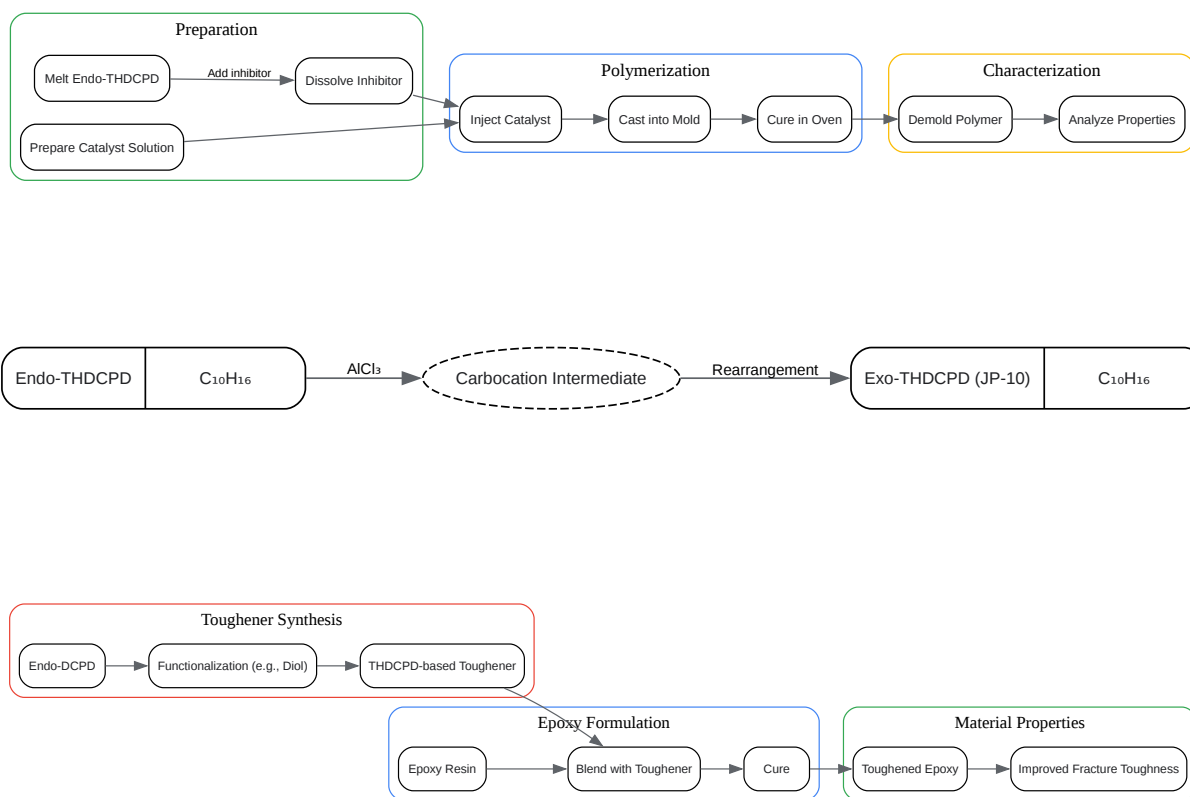 Preparation
Melt Endo-THDCPD
Add inhibitor
Dissolve Inhibitor
Prepare Catalyst Solution
Polymerization
Inject Catalyst
Cast into Mold
Cure in Oven
Characterization
Demold Polymer
Analyze Properties
Endo-THDCPD
C₁₀H₁₆
AlCl₃
Carbocation Intermediate
Rearrangement
Exo-THDCPD (JP-10)
C₁₀H₁₆
Toughener Synthesis
Endo-DCPD
Functionalization (e.g., Diol)
THDCPD-based Toughener
Epoxy Formulation
Epoxy Resin
Blend with Toughener
Cure
Material Properties
Toughened Epoxy
Improved Fracture Toughness